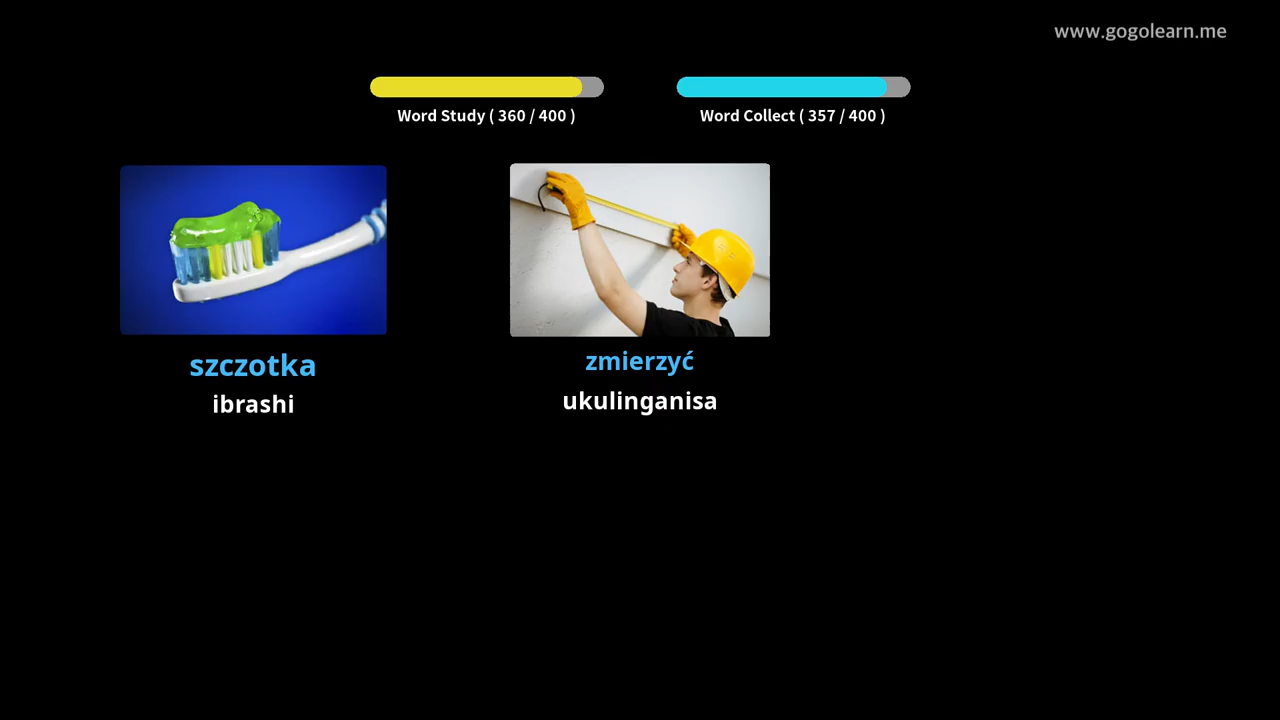 www.gogolearn.me
Word Study ( 360 / 400 )
Word Collect ( 357 / 400 )
szczotka
ibrashi
zmierzyć
ukulinganisa